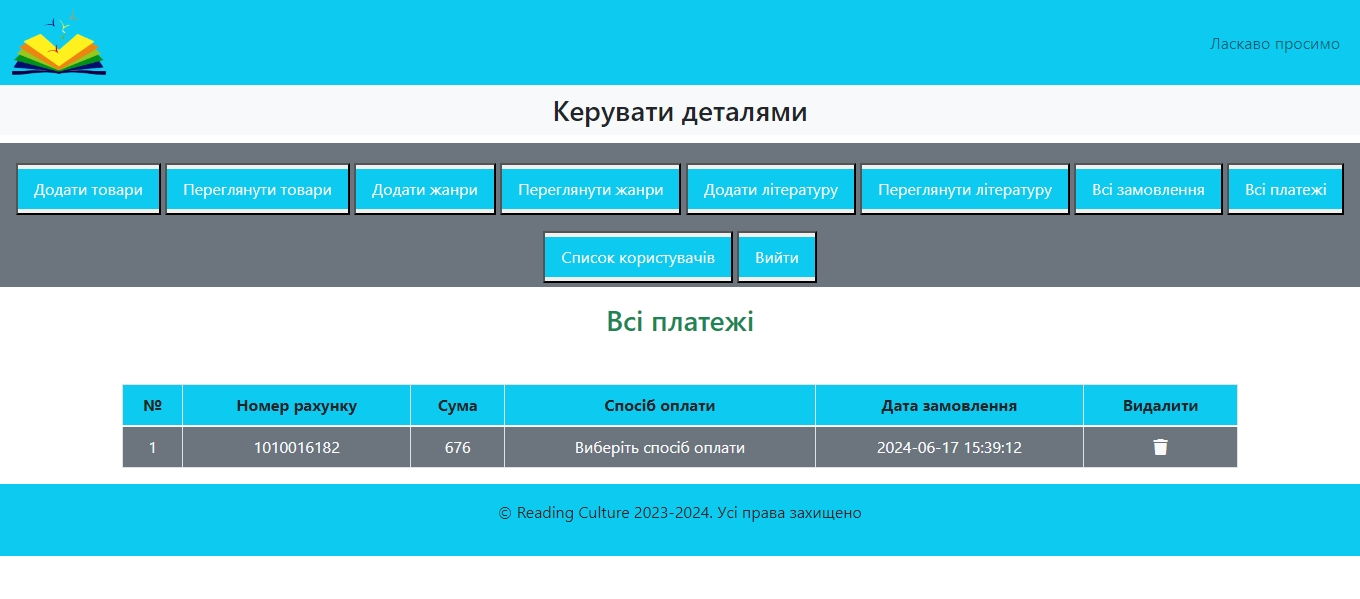 Ласкаво просимо
Керувати деталями
Додати товари Переглянути товари Додати жанри Переглянути жанри Додати літературу Переглянути літературу Всі замовлення Всі платежі
Список користувачів Вийти
Всі платежі
№ Номер рахунку Сума Спосіб оплати Дата замовлення Видалити
1 1010016182 676 Виберіть спосіб оплати 2024-06-17 15:39:12
© Reading Culture 2023-2024. Усі права захищено